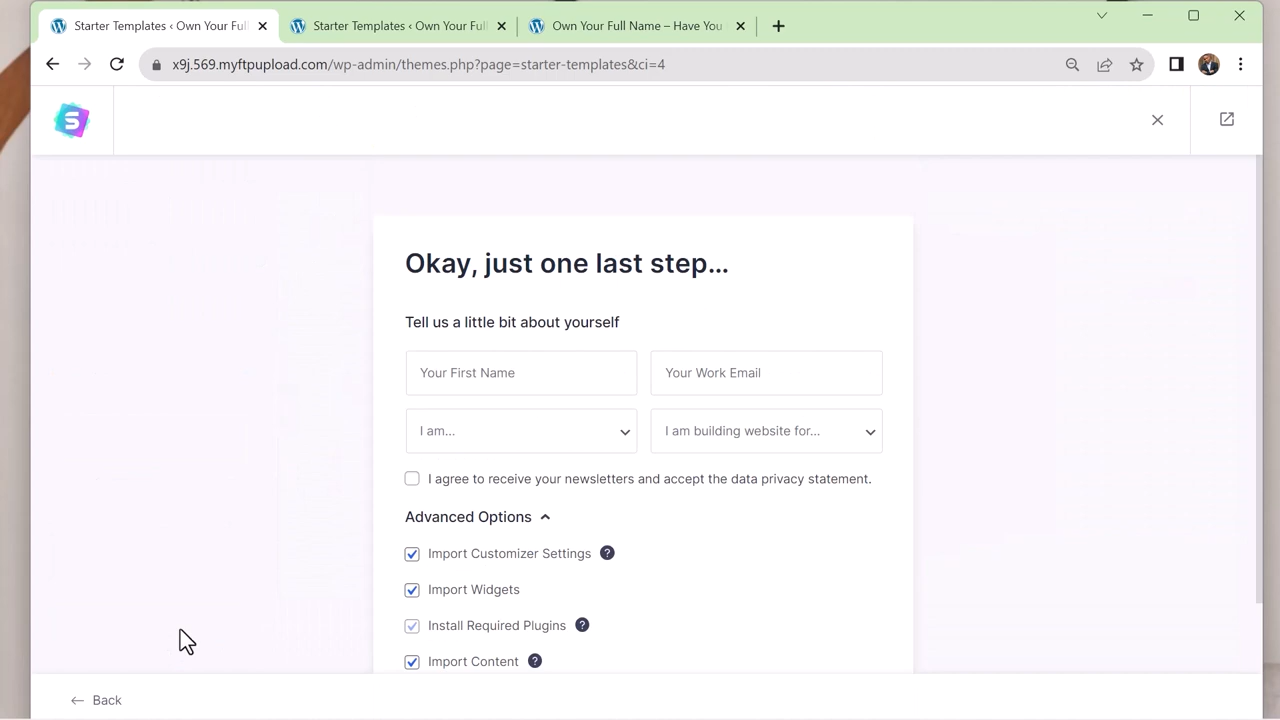 Starter Templates ‹ Own Your Full
Starter Templates ‹ Own Your Full
Own Your Full Name – Have You
x9j.569.myftpupload.com/wp-admin/themes.php?page=starter-templates&ci=4
S
Okay, just one last step...
Tell us a little bit about yourself
Your First Name
Your Work Email
I am...
I am building website for...
I agree to receive your newsletters and accept the data privacy statement.
Advanced Options
Import Customizer Settings ?
Import Widgets
Install Required Plugins ?
Import Content ?
← Back